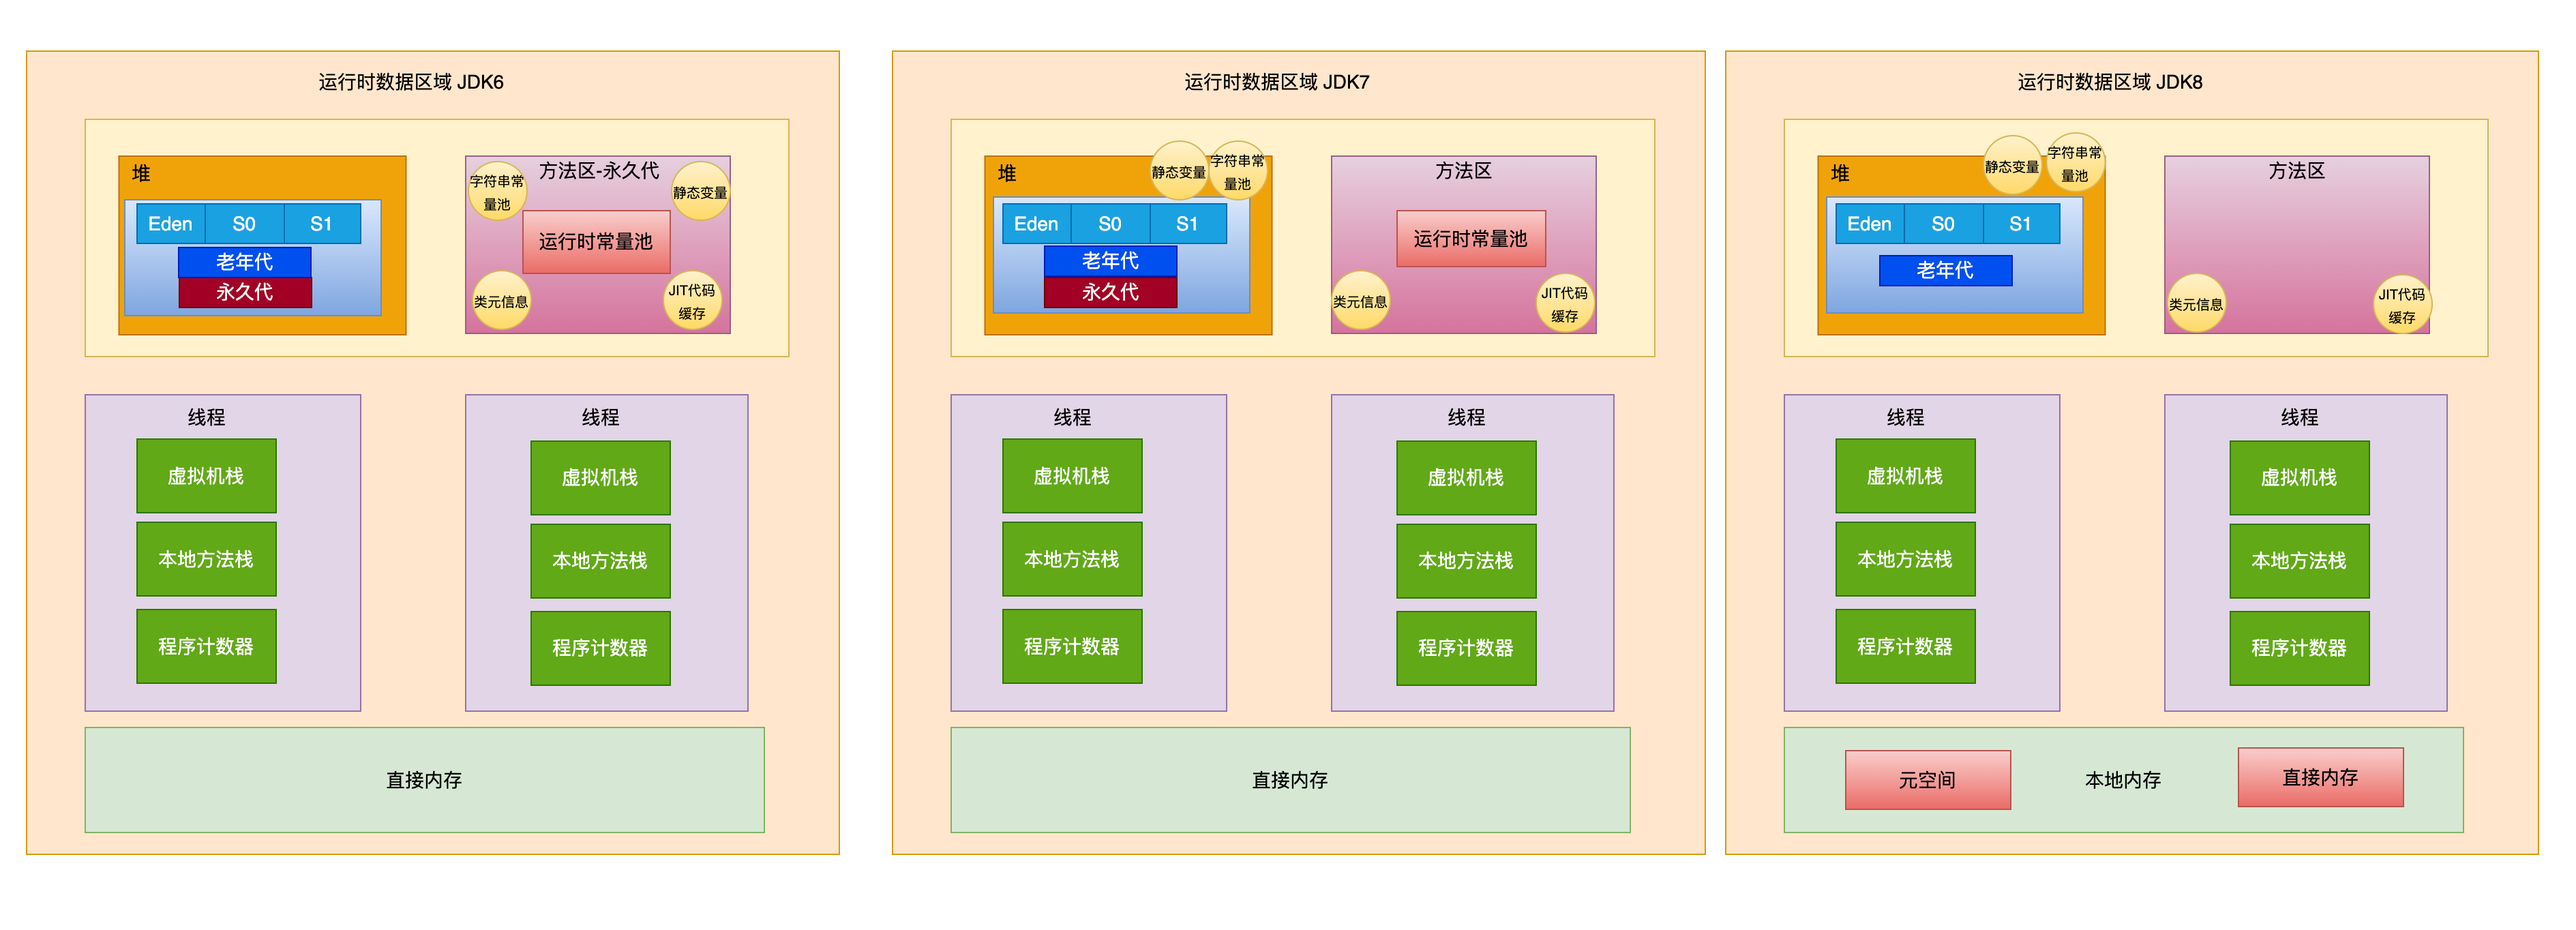 运行时数据区域 JDK6
堆
Eden
S0
S1
老年代
永久代
方法区-永久代
字符串常
量池
静态变量
运行时常量池
类元信息
JIT代码
缓存
线程
虚拟机栈
本地方法栈
程序计数器
线程
虚拟机栈
本地方法栈
程序计数器
直接内存
运行时数据区域 JDK7
堆
静态变量
字符串常
量池
Eden
S0
S1
老年代
永久代
方法区
运行时常量池
类元信息
JIT代码
缓存
线程
虚拟机栈
本地方法栈
程序计数器
线程
虚拟机栈
本地方法栈
程序计数器
直接内存
运行时数据区域 JDK8
堆
静态变量
字符串常
量池
Eden
S0
S1
老年代
方法区
类元信息
JIT代码
缓存
线程
虚拟机栈
本地方法栈
程序计数器
线程
虚拟机栈
本地方法栈
程序计数器
元空间
本地内存
直接内存